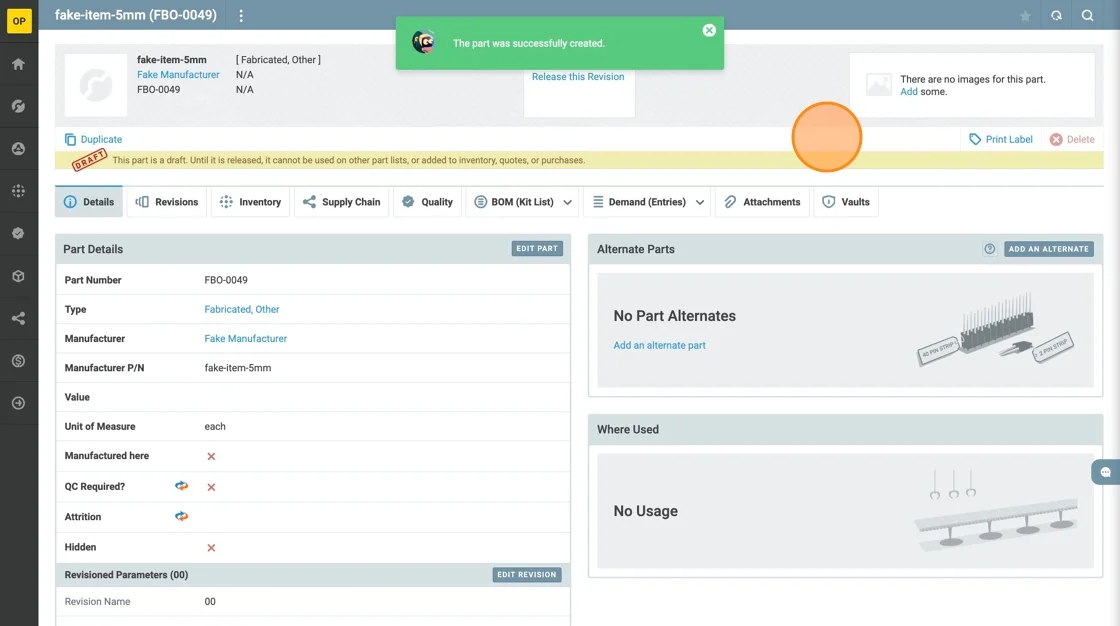 OP
fake-item-5mm (FBO-0049)
The part was successfully created.
fake-item-5mm
[ Fabricated, Other ]
Fake Manufacturer
N/A
FBO-0049
N/A
Release this Revision
There are no images for this part.
Add some.
Duplicate
Print Label
Delete
DRAFT
This part is a draft. Until it is released, it cannot be used on other part lists, or added to inventory, quotes, or purchases.
Details
Revisions
Inventory
Supply Chain
Quality
BOM (Kit List)
Demand (Entries)
Attachments
Vaults
Part Details
EDIT PART
Part Number
FBO-0049
Type
Fabricated, Other
Manufacturer
Fake Manufacturer
Manufacturer P/N
fake-item-5mm
Value
Unit of Measure
each
Manufactured here
QC Required?
Attrition
Hidden
Revisioned Parameters (00)
EDIT REVISION
Revision Name
00
Alternate Parts
ADD AN ALTERNATE
No Part Alternates
Add an alternate part
40 PIN STRIP
2 PIN STRIP
Where Used
No Usage